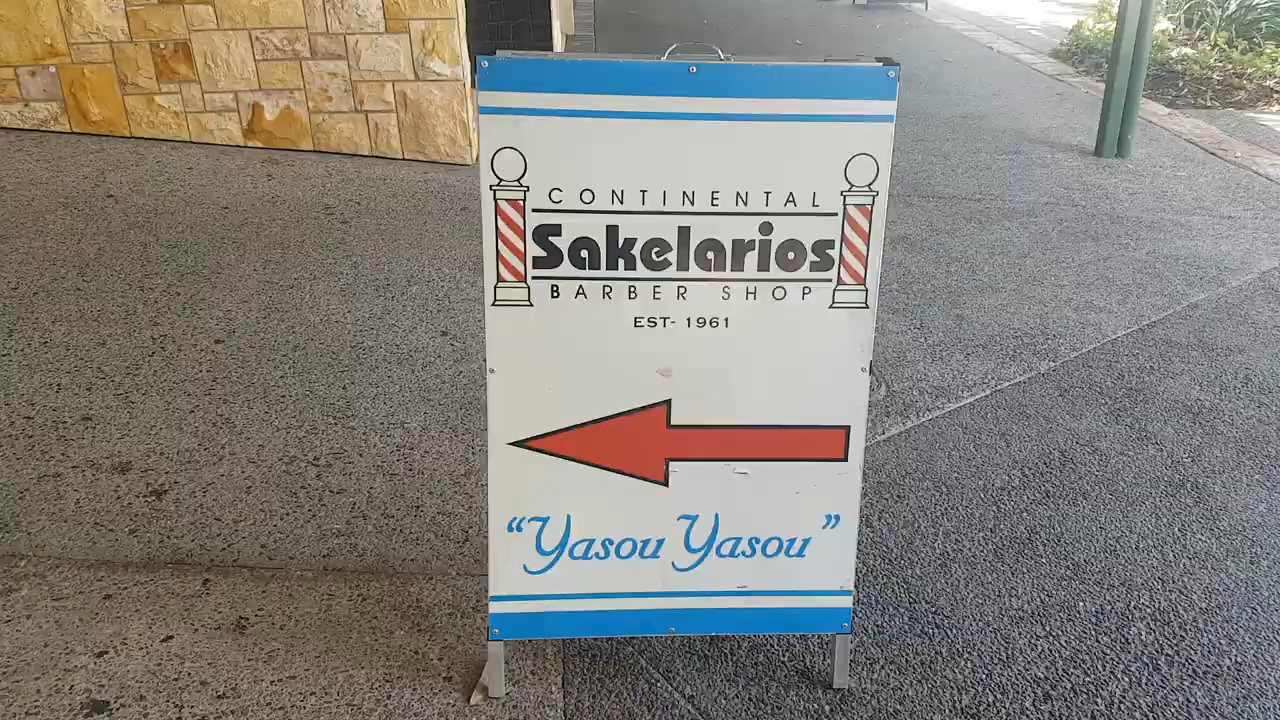 CONTINENTAL
Sakelarios
BARBER SHOP
EST- 1961
“Yasou Yasou”